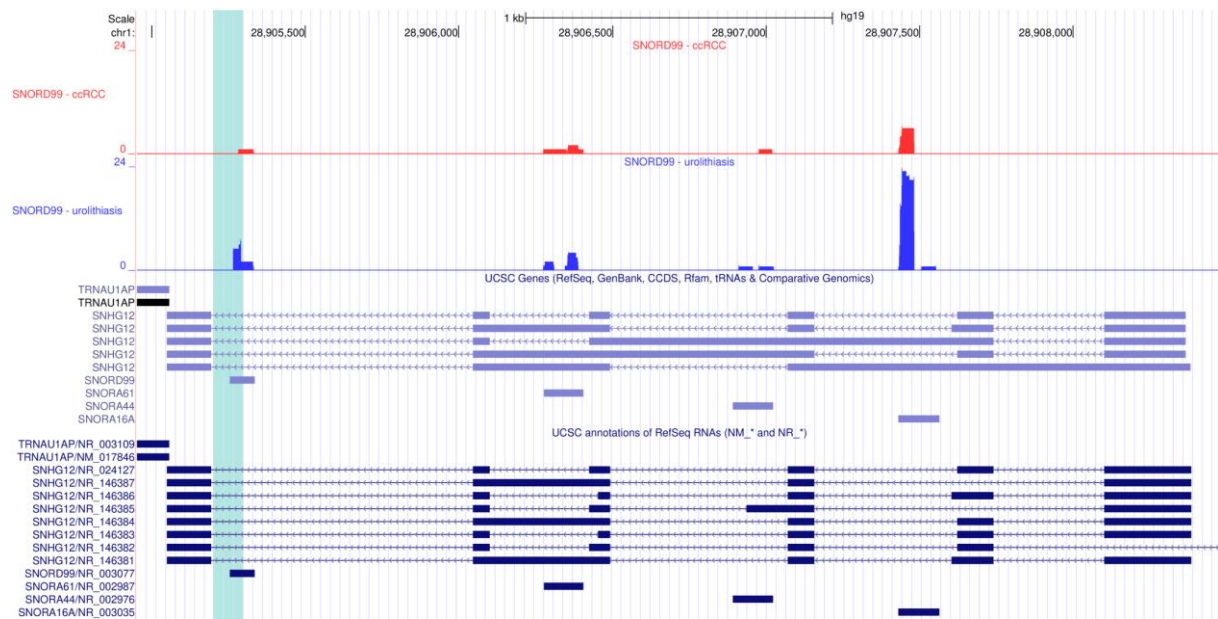 Scale 1 kb hg19
chr1: 28,905,500 28,906,000 28,906,500 28,907,000 28,907,500 28,908,000
24 SNORD99 - ccRCC
SNORD99 - ccRCC
0
24 SNORD99 - urolithiasis
SNORD99 - urolithiasis
0
UCSC Genes (RefSeq, GenBank, CCDS, Rfam, tRNAs & Comparative Genomics)
TRNAU1AP
TRNAU1AP
SNHG12
SNHG12
SNHG12
SNHG12
SNHG12
SNORD99
SNORA61
SNORA44
SNORA16A
UCSC annotations of RefSeq RNAs (NM_* and NR_*)
TRNAU1AP/NR_003109
TRNAU1AP/NM_017846
SNHG12/NR_024127
SNHG12/NR_146387
SNHG12/NR_146386
SNHG12/NR_146385
SNHG12/NR_146384
SNHG12/NR_146383
SNHG12/NR_146382
SNHG12/NR_146381
SNORD99/NR_003077
SNORA61/NR_002987
SNORA44/NR_002976
SNORA16A/NR_003035